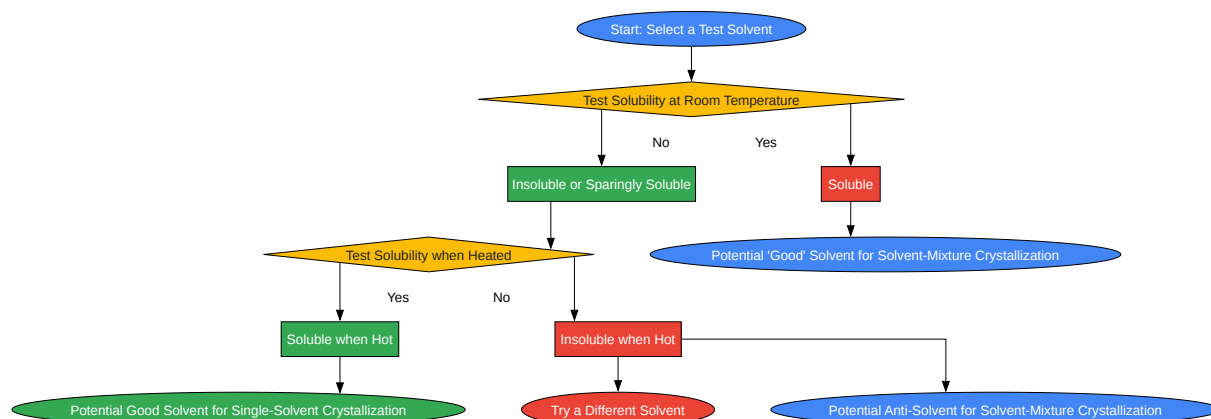 Start: Select a Test Solvent
Test Solubility at Room Temperature
No
Yes
Insoluble or Sparingly Soluble
Soluble
Test Solubility when Heated
Potential 'Good' Solvent for Solvent-Mixture Crystallization
Yes
No
Soluble when Hot
Insoluble when Hot
Potential Good Solvent for Single-Solvent Crystallization
Try a Different Solvent
Potential Anti-Solvent for Solvent-Mixture Crystallization